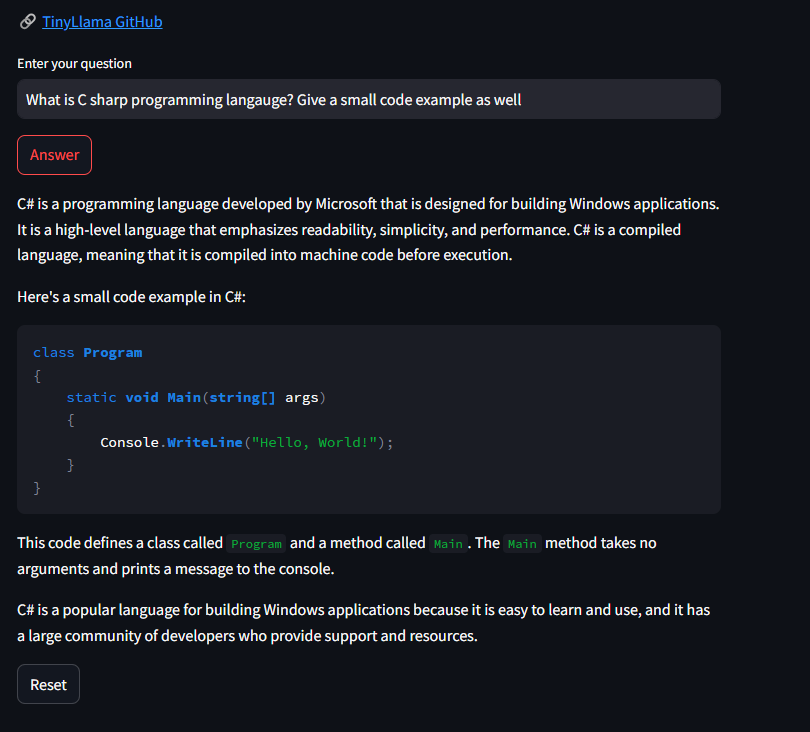 TinyLlama GitHub
Enter your question
What is C sharp programming langauge? Give a small code example as well
Answer
C# is a programming language developed by Microsoft that is designed for building Windows applications.
It is a high-level language that emphasizes readability, simplicity, and performance. C# is a compiled
language, meaning that it is compiled into machine code before execution.
Here's a small code example in C#:
class Program
{
    static void Main(string[] args)
    {
        Console.WriteLine("Hello, World!");
    }
}
This code defines a class called Program and a method called Main. The Main method takes no
arguments and prints a message to the console.
C# is a popular language for building Windows applications because it is easy to learn and use, and it has
a large community of developers who provide support and resources.
Reset